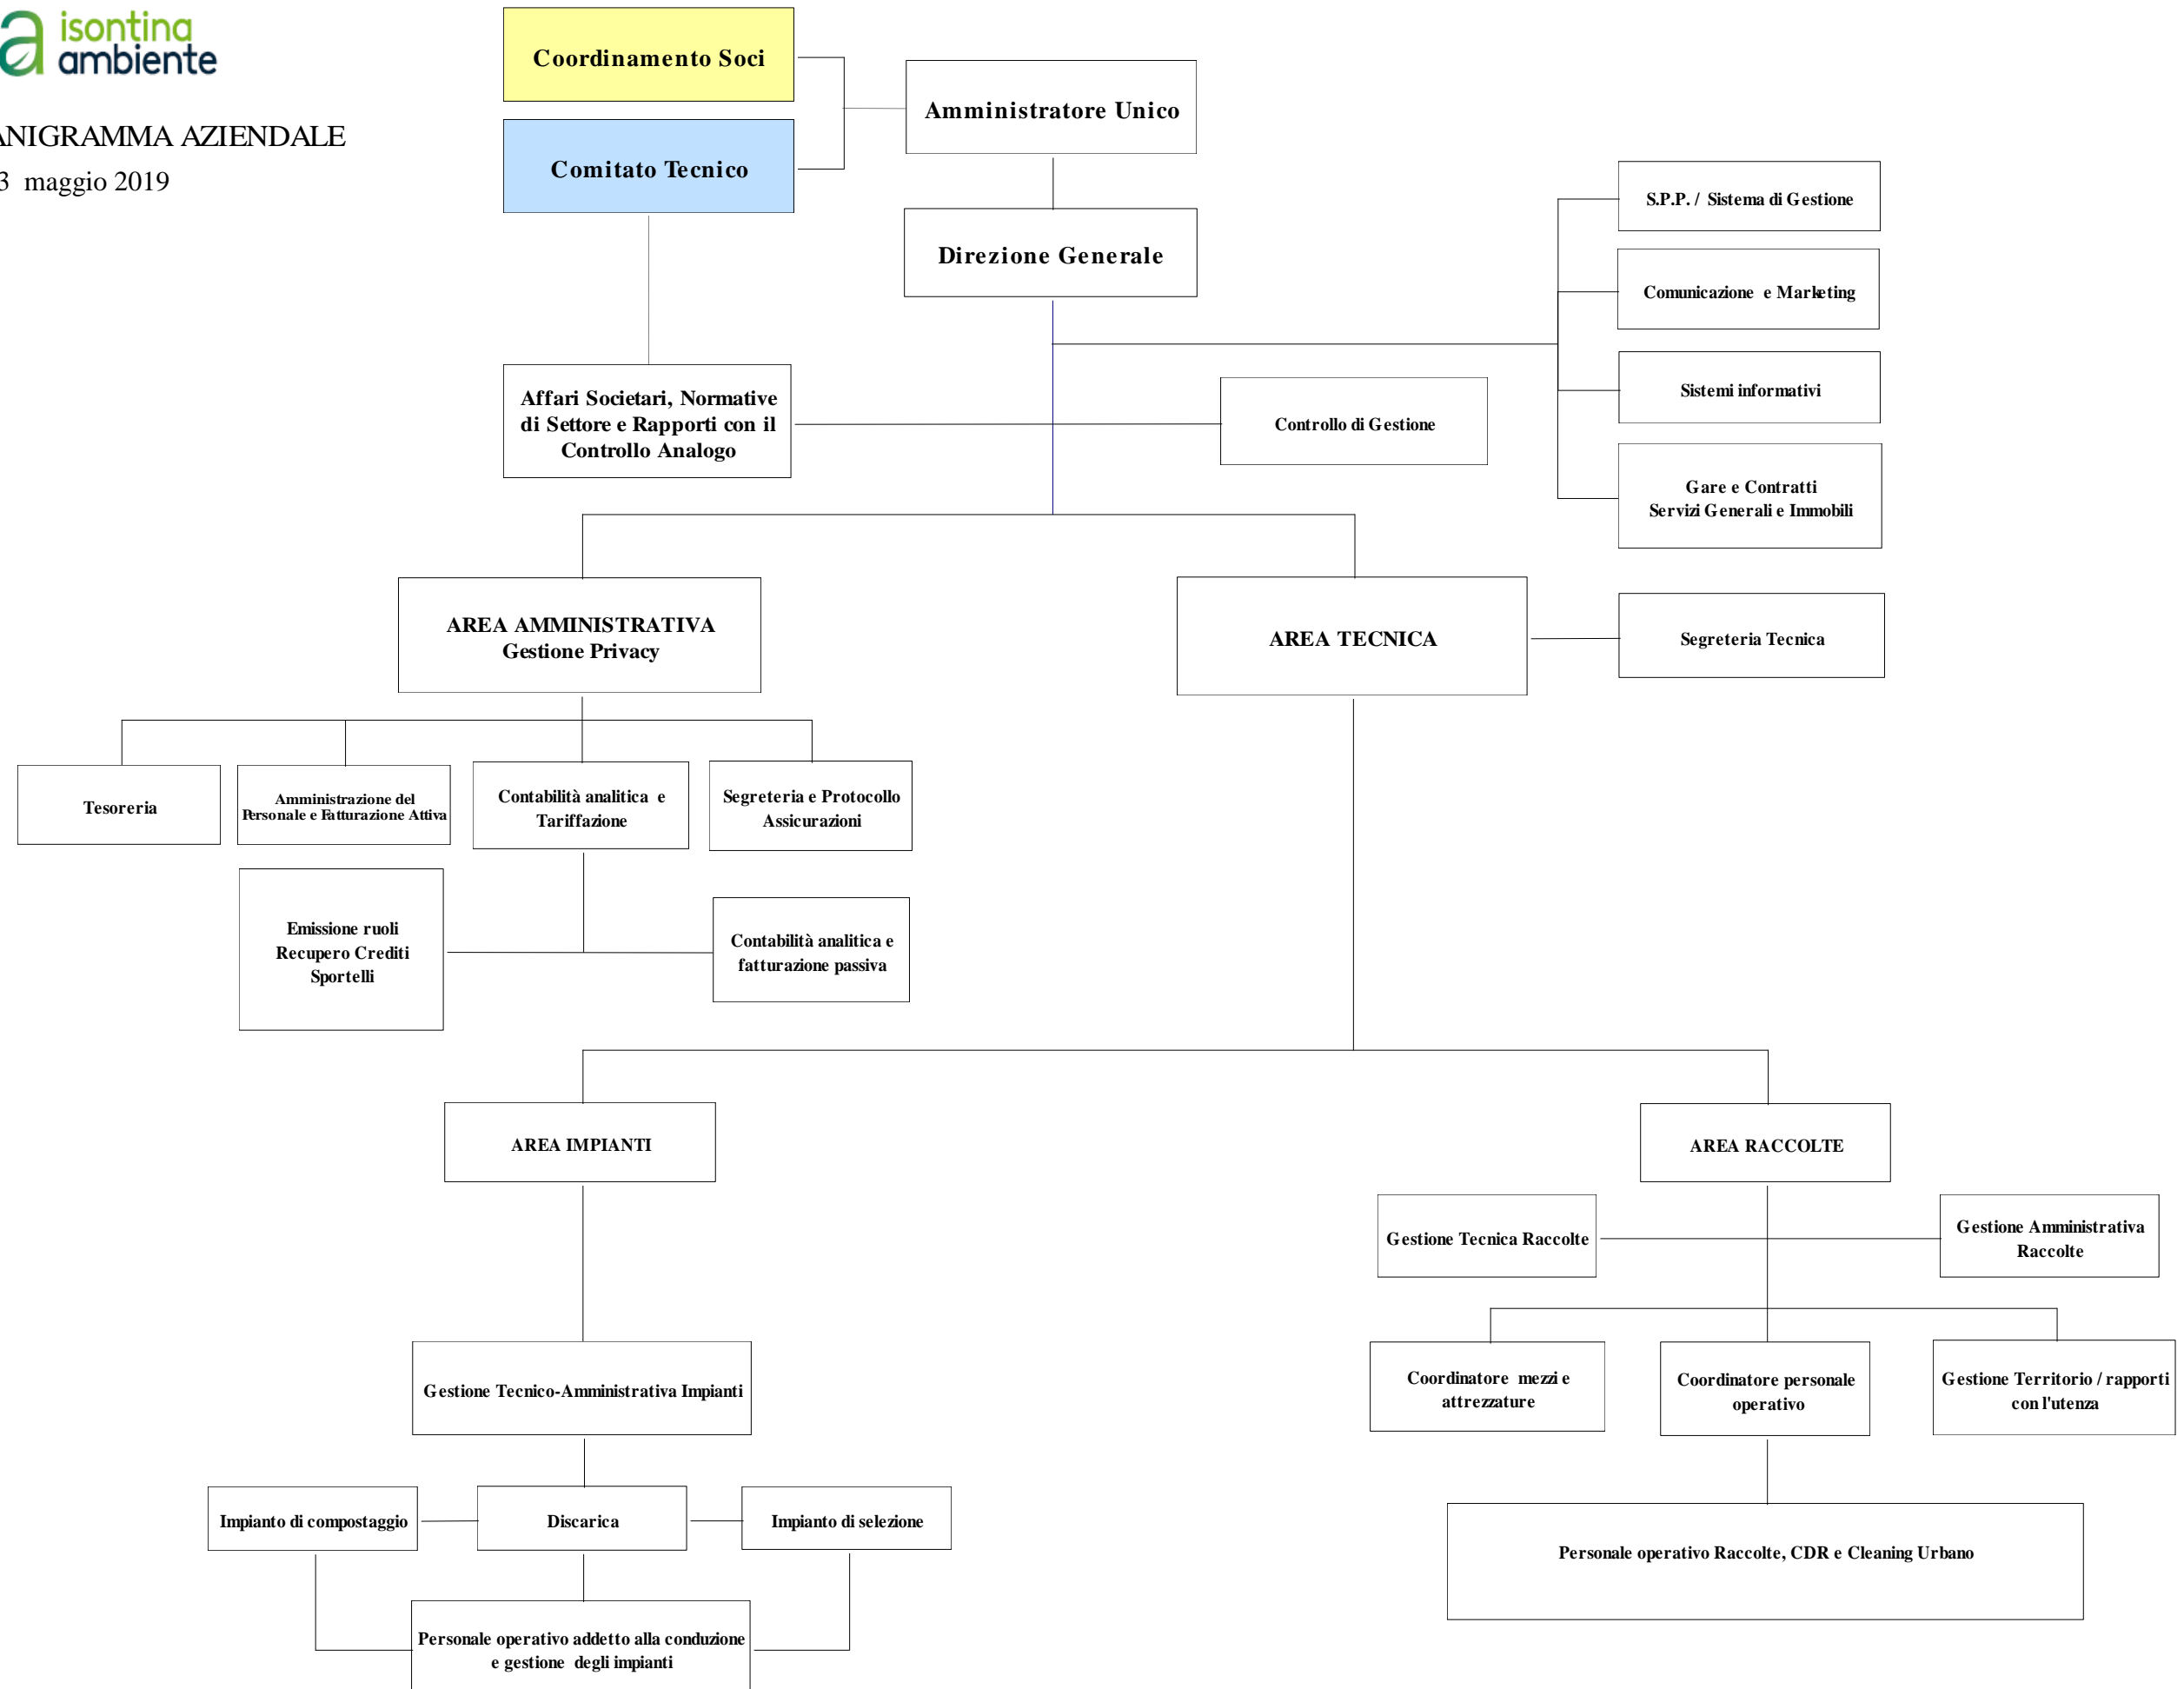 isontina
ambiente
ANIGRAMMA AZIENDALE
3 maggio 2019
Coordinamento Soci
Comitato Tecnico
Amministratore Unico
Direzione Generale
S.P.P. / Sistema di Gestione
Comunicazione e Marketing
Sistemi informativi
Gare e Contratti
Servizi Generali e Immobili
Affari Societari, Normative
di Settore e Rapporti con il
Controllo Analogo
Controllo di Gestione
AREA AMMINISTRATIVA
Gestione Privacy
AREA TECNICA
Segreteria Tecnica
Tesoreria
Amministrazione del
Personale e Fatturazione Attiva
Contabilità analitica e
Tariffazione
Segreteria e Protocollo
Assicurazioni
Emissione ruoli
Recupero Crediti
Sportelli
Contabilità analitica e
fatturazione passiva
AREA IMPIANTI
AREA RACCOLTE
Gestione Tecnica Raccolte
Gestione Amministrativa
Raccolte
Gestione Tecnico-Amministrativa Impianti
Coordinatore mezzi e
attrezzature
Coordinatore personale
operativo
Gestione Territorio / rapporti
con l'utenza
Impianto di compostaggio
Discarica
Impianto di selezione
Personale operativo Raccolte, CDR e Cleaning Urbano
Personale operativo addetto alla conduzione
e gestione degli impianti